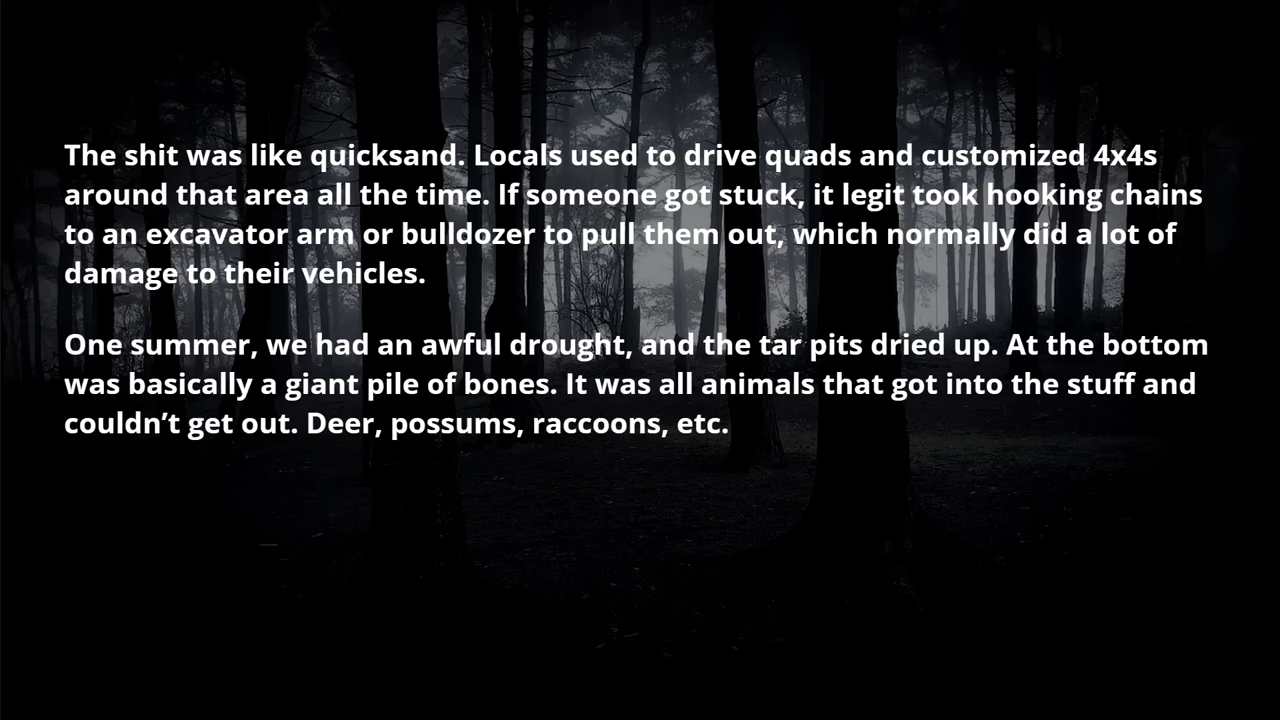 The shit was like quicksand. Locals used to drive quads and customized 4x4s
around that area all the time. If someone got stuck, it legit took hooking chains
to an excavator arm or bulldozer to pull them out, which normally did a lot of
damage to their vehicles.
One summer, we had an awful drought, and the tar pits dried up. At the bottom
was basically a giant pile of bones. It was all animals that got into the stuff and
couldn’t get out. Deer, possums, raccoons, etc.